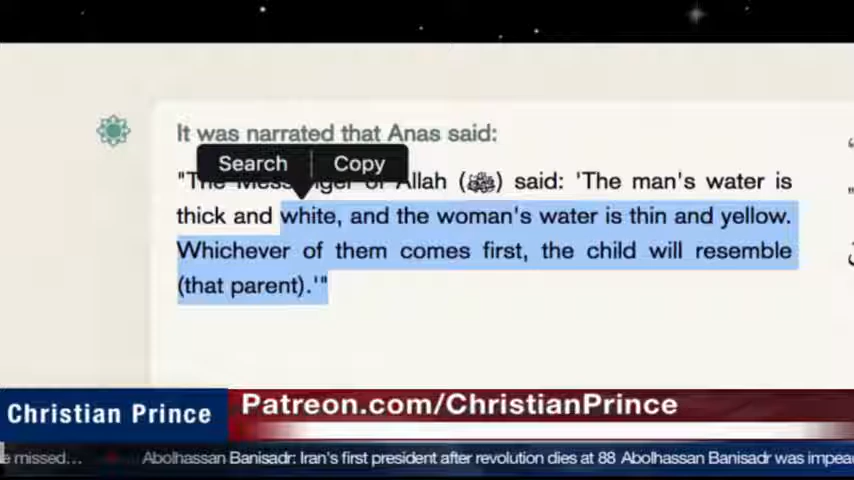 It was narrated that Anas said:
Search Copy
"The Messenger of Allah (ﷺ) said: 'The man's water is
thick and white, and the woman's water is thin and yellow.
Whichever of them comes first, the child will resemble
(that parent).'"
Patreon.com/ChristianPrince
Christian Prince
e missed... Abolhassan Banisadr: Iran's first president after revolution dies at 88 Abolhassan Banisadr was impea